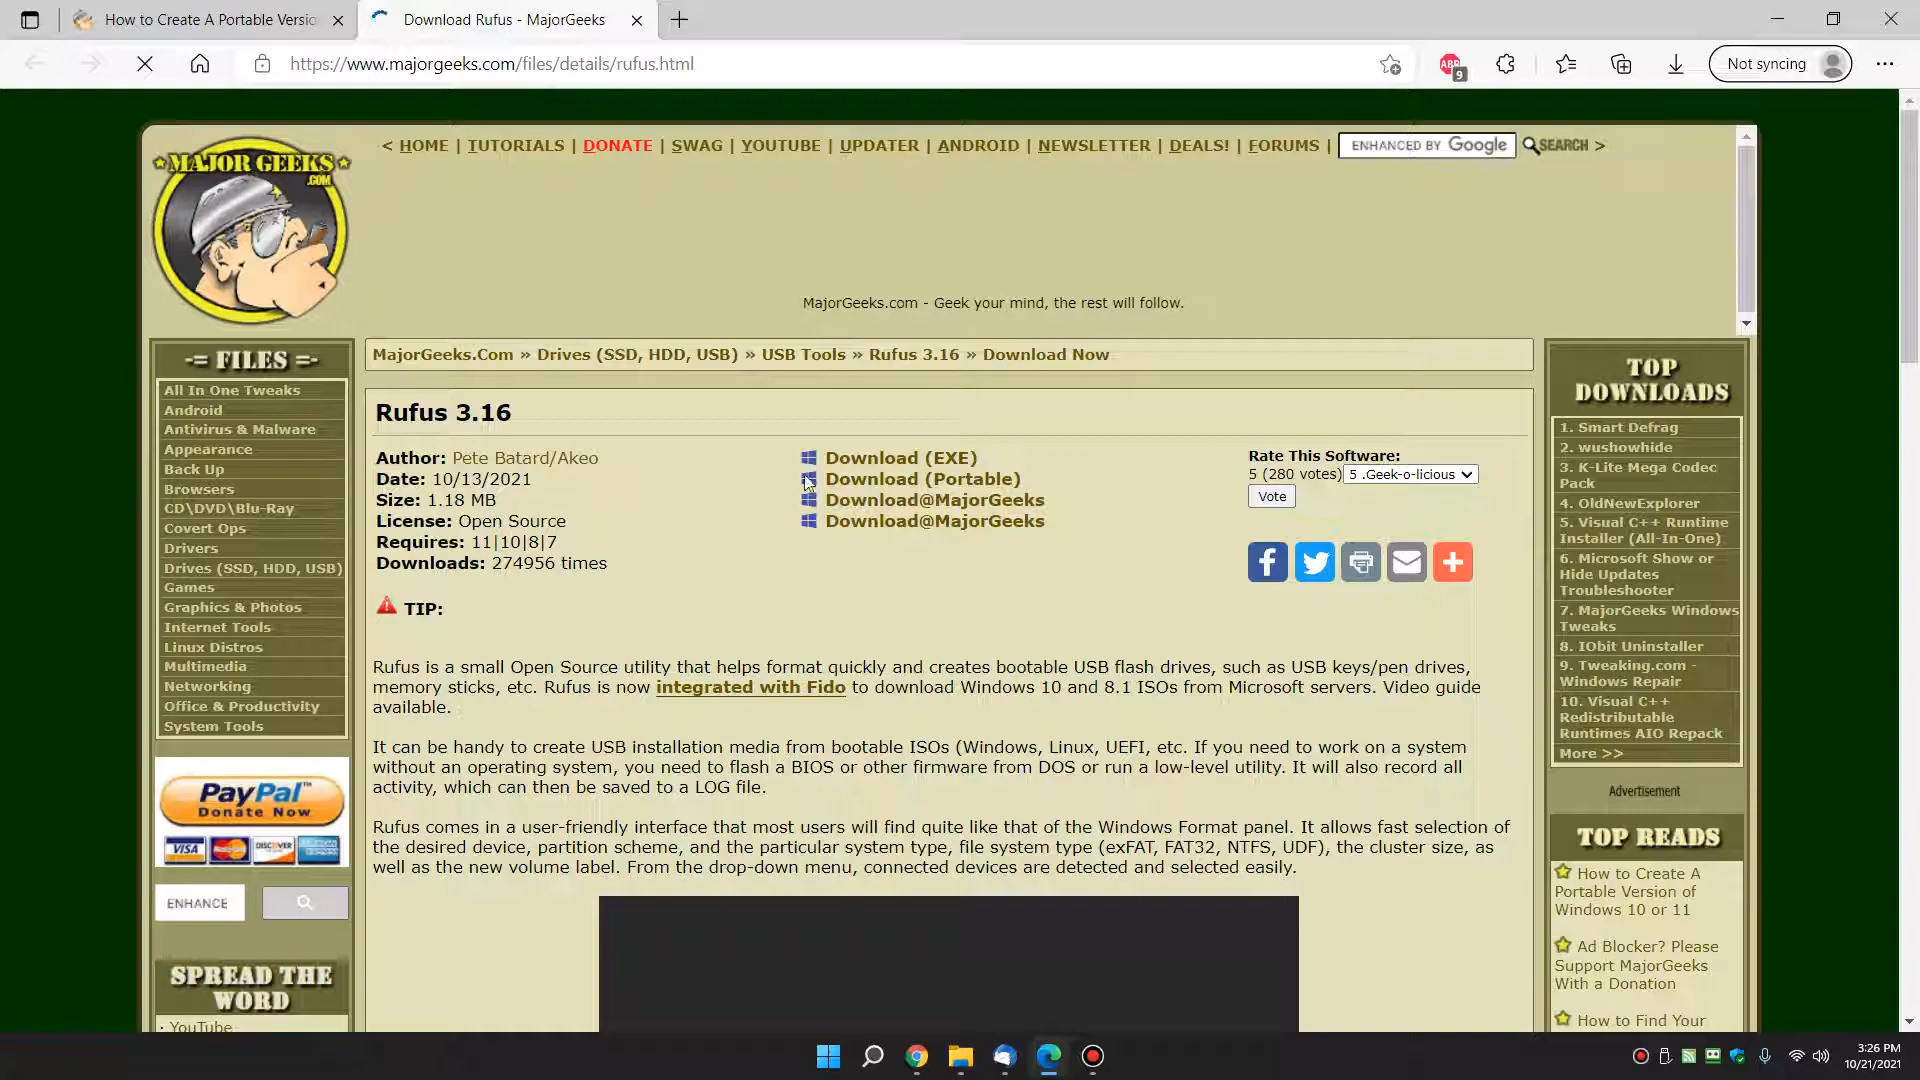 How to Create A Portable Versio
Download Rufus - MajorGeeks
https://www.majorgeeks.com/files/details/rufus.html
ABP
9
Not syncing
MAJOR GEEKS
.COM
< HOME | TUTORIALS | DONATE | SWAG | YOUTUBE | UPDATER | ANDROID | NEWSLETTER | DEALS! | FORUMS | ENHANCED BY Google SEARCH >
MajorGeeks.com - Geek your mind, the rest will follow.
-= FILES =-
All In One Tweaks
Android
Antivirus & Malware
Appearance
Back Up
Browsers
CD\DVD\Blu-Ray
Covert Ops
Drivers
Drives (SSD, HDD, USB)
Games
Graphics & Photos
Internet Tools
Linux Distros
Multimedia
Networking
Office & Productivity
System Tools
PayPal™
Donate Now
VISA MasterCard DISCOVER
ENHANCE
SPREAD THE
WORD
· YouTube
MajorGeeks.Com » Drives (SSD, HDD, USB) » USB Tools » Rufus 3.16 » Download Now
Rufus 3.16
Author: Pete Batard/Akeo
Date: 10/13/2021
Size: 1.18 MB
License: Open Source
Requires: 11|10|8|7
Downloads: 274956 times
Download (EXE)
Download (Portable)
Download@MajorGeeks
Download@MajorGeeks
Rate This Software:
5 (280 votes) 5 .Geek-o-licious
Vote
TIP:
Rufus is a small Open Source utility that helps format quickly and creates bootable USB flash drives, such as USB keys/pen drives,
memory sticks, etc. Rufus is now integrated with Fido to download Windows 10 and 8.1 ISOs from Microsoft servers. Video guide
available.
It can be handy to create USB installation media from bootable ISOs (Windows, Linux, UEFI, etc. If you need to work on a system
without an operating system, you need to flash a BIOS or other firmware from DOS or run a low-level utility. It will also record all
activity, which can then be saved to a LOG file.
Rufus comes in a user-friendly interface that most users will find quite like that of the Windows Format panel. It allows fast selection of
the desired device, partition scheme, and the particular system type, file system type (exFAT, FAT32, NTFS, UDF), the cluster size, as
well as the new volume label. From the drop-down menu, connected devices are detected and selected easily.
TOP
DOWNLOADS
1. Smart Defrag
2. wushowhide
3. K-Lite Mega Codec
Pack
4. OldNewExplorer
5. Visual C++ Runtime
Installer (All-In-One)
6. Microsoft Show or
Hide Updates
Troubleshooter
7. MajorGeeks Windows
Tweaks
8. IObit Uninstaller
9. Tweaking.com -
Windows Repair
10. Visual C++
Redistributable
Runtimes AIO Repack
More >>
Advertisement
TOP READS
How to Create A
Portable Version of
Windows 10 or 11
Ad Blocker? Please
Support MajorGeeks
With a Donation
How to Find Your
3:26 PM
10/21/2021